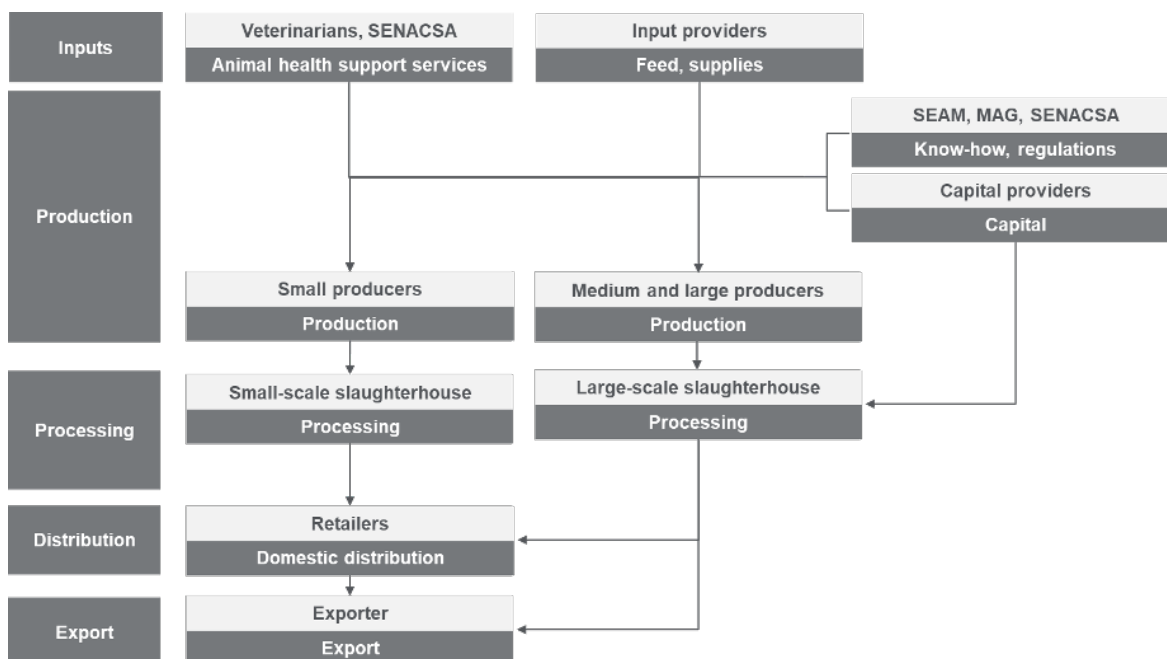 Inputs
Veterinarians, SENACSA
Animal health support services
Input providers
Feed, supplies
Production
SEAM, MAG, SENACSA
Know-how, regulations
Capital providers
Capital
Small producers
Production
Medium and large producers
Production
Processing
Small-scale slaughterhouse
Processing
Large-scale slaughterhouse
Processing
Distribution
Retailers
Domestic distribution
Export
Exporter
Export